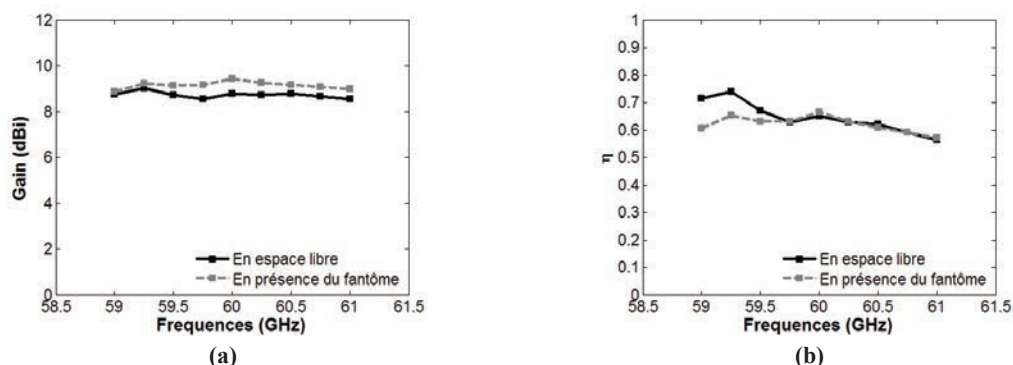 12
10
8
6
4
2
0
Gain (dBi)
En espace libre
En présence du fantôme
58.5 59 59.5 60 60.5 61 61.5
Frequences (GHz)
(a)
1
0.9
0.8
0.7
0.6
0.5
0.4
0.3
0.2
0.1
0
η
En espace libre
En présence du fantôme
58.5 59 59.5 60 60.5 61 61.5
Frequences (GHz)
(b)